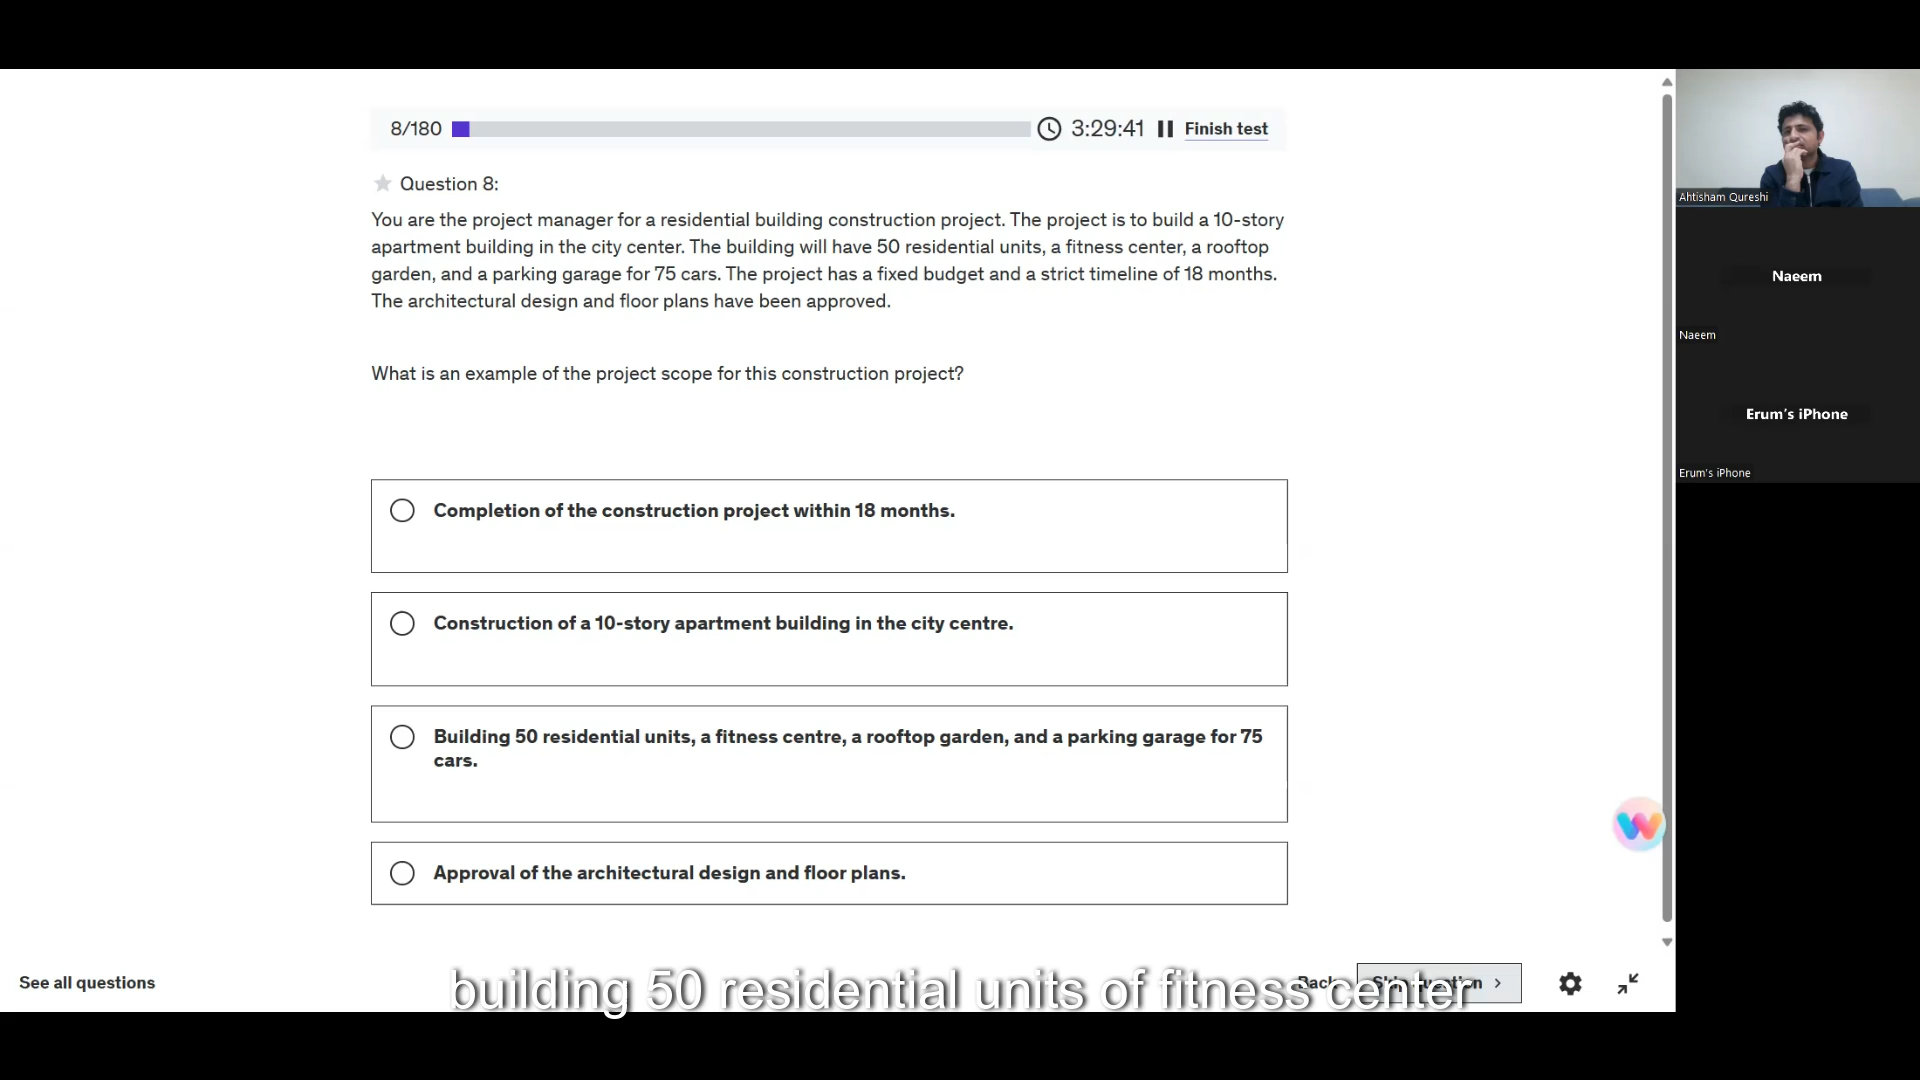 8/180
3:29:41
Finish test
Question 8:
You are the project manager for a residential building construction project. The project is to build a 10-story
apartment building in the city center. The building will have 50 residential units, a fitness center, a rooftop
garden, and a parking garage for 75 cars. The project has a fixed budget and a strict timeline of 18 months.
The architectural design and floor plans have been approved.
What is an example of the project scope for this construction project?
Completion of the construction project within 18 months.
Construction of a 10-story apartment building in the city centre.
Building 50 residential units, a fitness centre, a rooftop garden, and a parking garage for 75
cars.
Approval of the architectural design and floor plans.
See all questions
Back
Skip question
building 50 residential units of fitness center
Ahtisham Qureshi
Naeem
Naeem
Erum's iPhone
Erum's iPhone